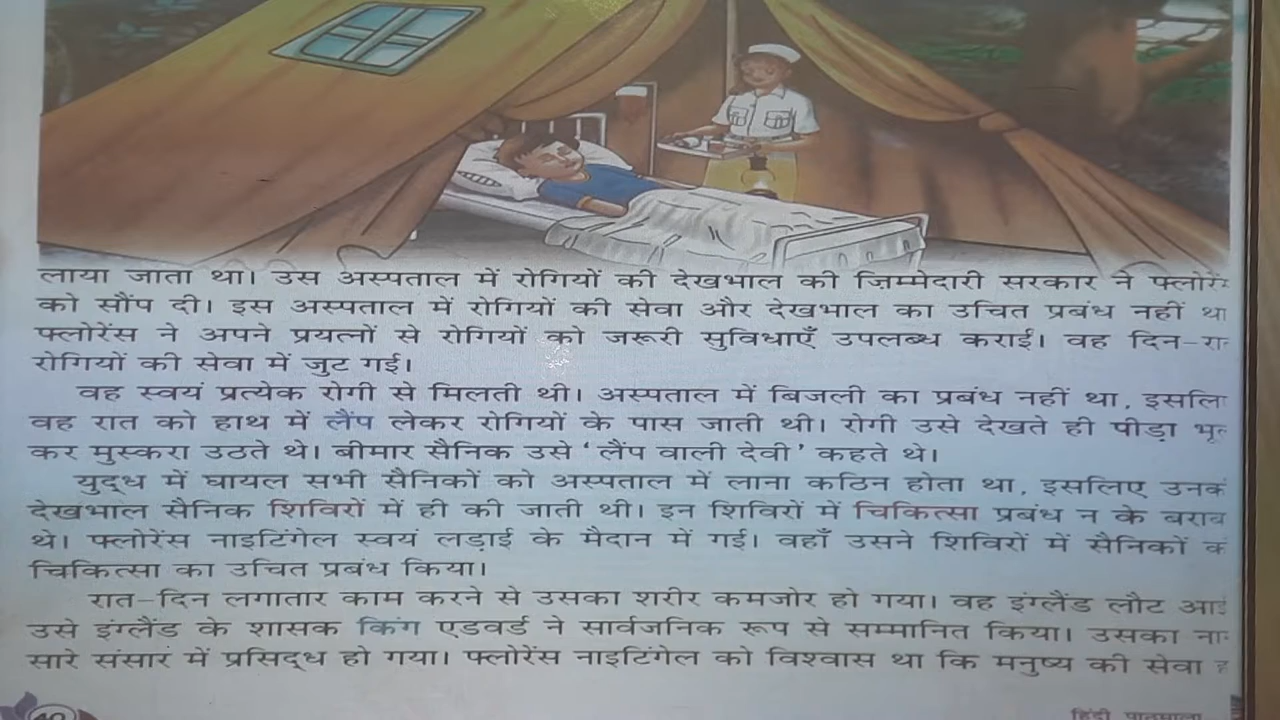 लाया जाता था। उस अस्पताल में रोगियों की देखभाल की ज़िम्मेदारी सरकार ने
को सौंप दी। इस अस्पताल में रोगियों की सेवा और देखभाल का उचित प्रबंध नहीं था
फ्लोरेंस ने अपने प्रयत्नों से रोगियों को जरूरी सुविधाएँ उपलब्ध कराईं। वह
रोगियों की सेवा में जुट गई।
वह स्वयं प्रत्येक रोगी से मिलती थी। अस्पताल में बिजली का प्रबंध नहीं था,
वह रात को हाथ में लैंप लेकर रोगियों के पास जाती थी। रोगी उसे देखते ही पीड़ा
कर मुस्करा उठते थे। बीमार सैनिक उसे ‘लैंप वाली देवी’ कहते थे।
युद्ध में घायल सभी सैनिकों को अस्पताल में लाना कठिन होता था, इसलिए
देखभाल सैनिक शिविरों में ही की जाती थी। इन शिविरों में चिकित्सा प्रबंध न के
थे। फ्लोरेंस नाइटिंगेल स्वयं लड़ाई के मैदान में गई। वहाँ उसने शिविरों में सैनिकों
चिकित्सा का उचित प्रबंध किया।
रात-दिन लगातार काम करने से उसका शरीर कमजोर हो गया। वह इंग्लैंड लौट
उसे इंग्लैंड के शासक किंग एडवर्ड ने सार्वजनिक रूप से सम्मानित किया। उसका
सारे संसार में प्रसिद्ध हो गया। फ्लोरेंस नाइटिंगेल को विश्वास था कि मनुष्य की सेवा